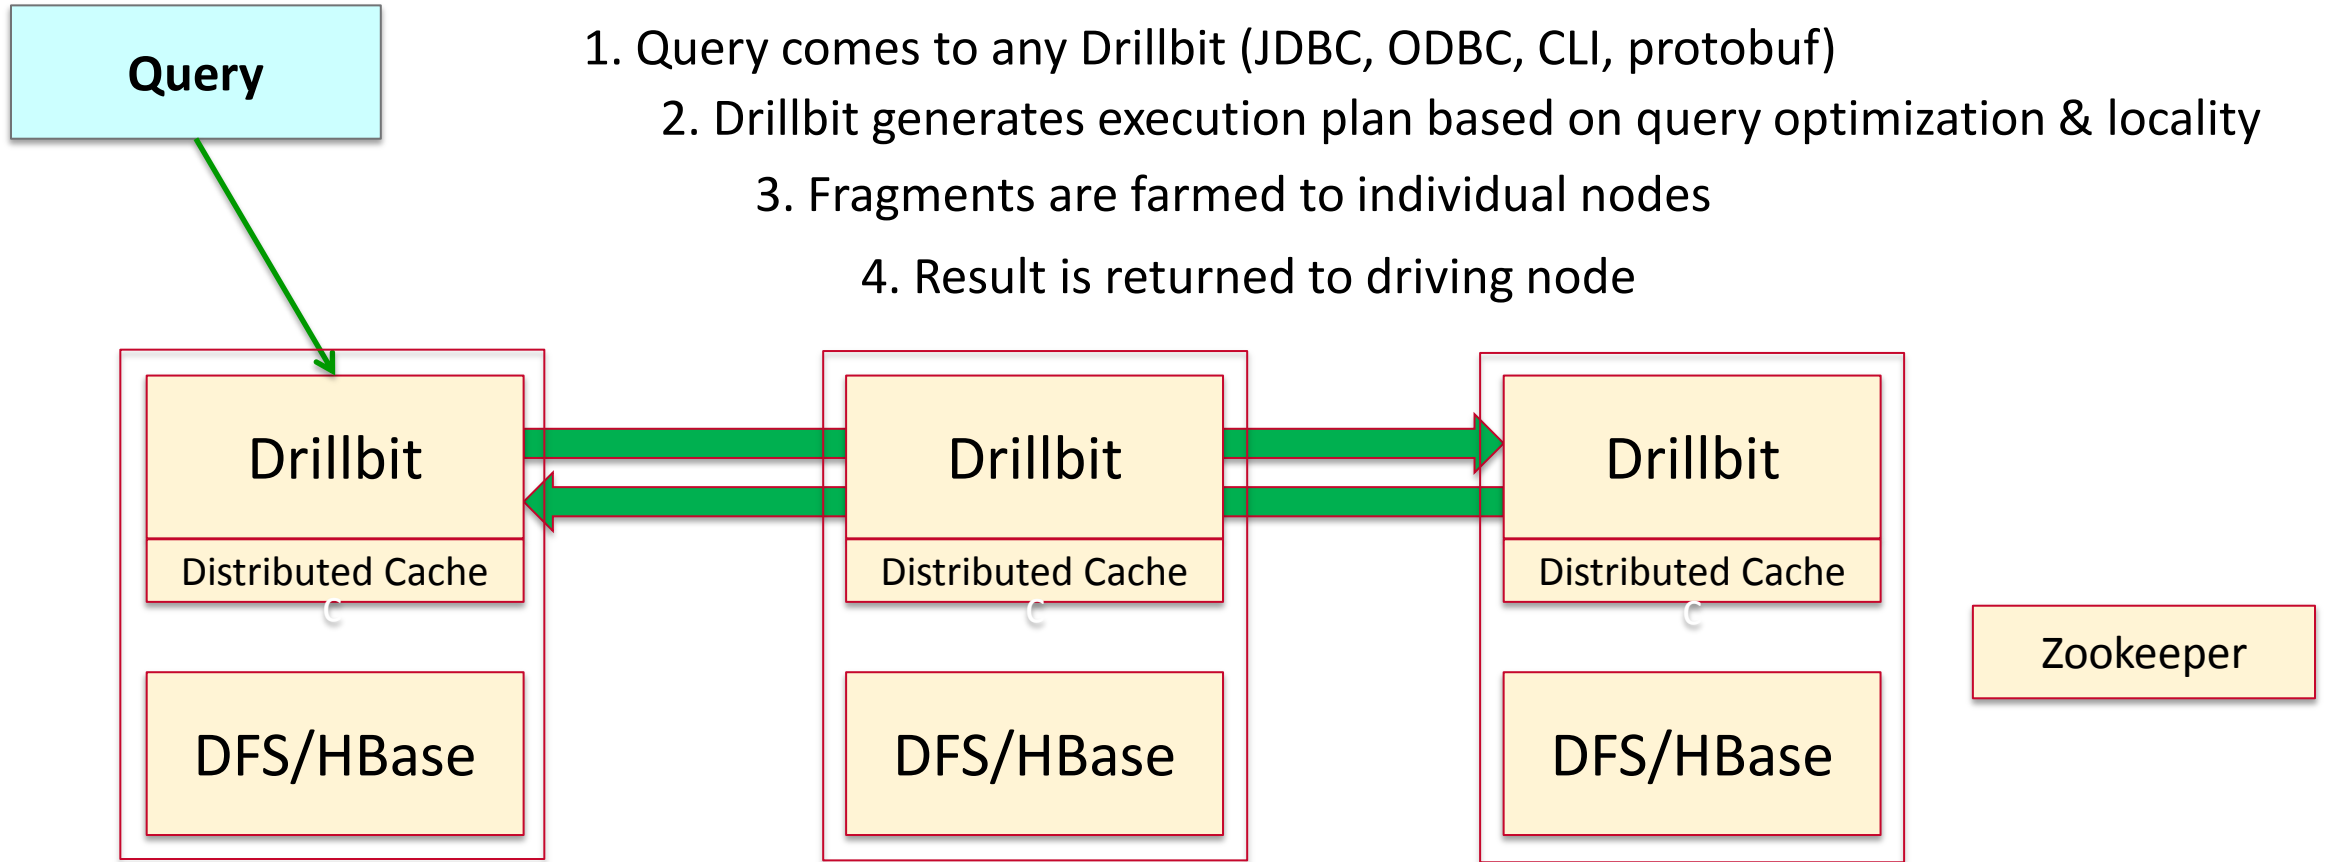 Query
1. Query comes to any Drillbit (JDBC, ODBC, CLI, protobuf)
2. Drillbit generates execution plan based on query optimization & locality
3. Fragments are farmed to individual nodes
4. Result is returned to driving node
Drillbit
Distributed Cache
C
DFS/HBase
Drillbit
Distributed Cache
C
DFS/HBase
Drillbit
Distributed Cache
C
DFS/HBase
Zookeeper